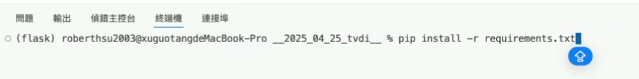 問題 輸出 偵錯主控台 終端機 連接埠
(flask) roberthsu2003@xuguotangdeMacBook-Pro __2025_04_25_tvdi__ % pip install -r requirements.txt